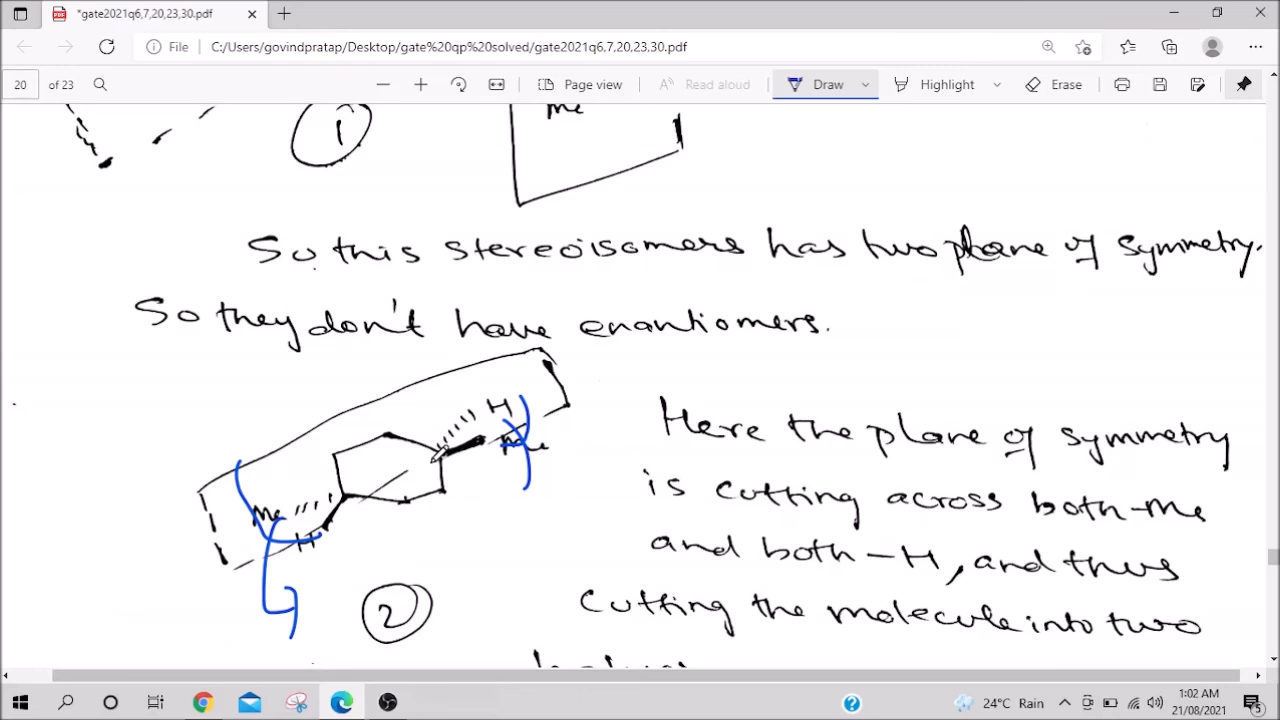 *gate2021q6,7,20,23,30.pdf
File
C:/Users/govindpratap/Desktop/gate%20qp%20solved/gate2021q6,7,20,23,30.pdf
20 of 23
Page view
Read aloud
Draw
Highlight
Erase
1
me
So this stereoisomers has two plane of symmetry.
So they don't have enantiomers.
H
Me
Me
H
2
Here the plane of symmetry
is cutting across both-me
and both-H, and thus
cutting the molecule into two
24°C Rain
1:02 AM
21/08/2021
5